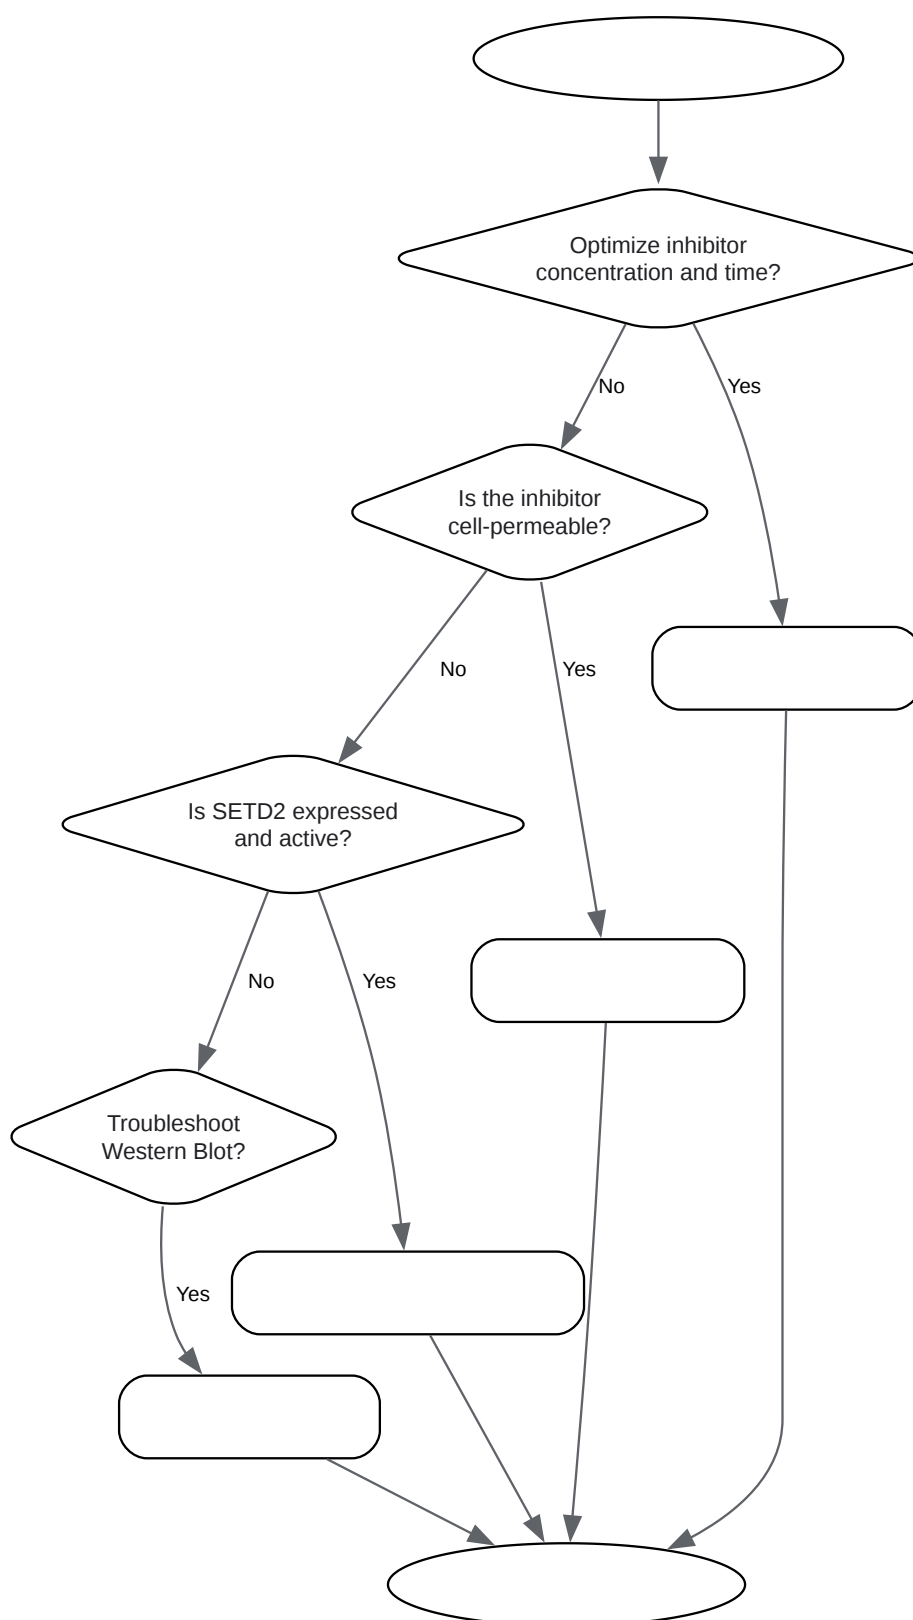 Optimize inhibitor
concentration and time?
No
Yes
Is the inhibitor
cell-permeable?
No
Yes
Is SETD2 expressed
and active?
No
Yes
Troubleshoot
Western Blot?
Yes